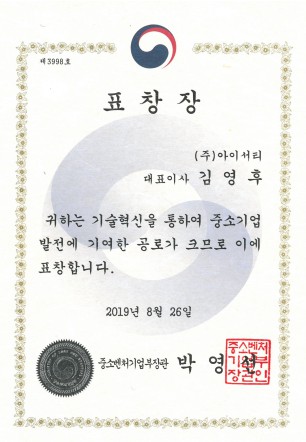 제3998호
표창장
(주)아이서티
대표이사 김영후
귀하는 기술혁신을 통하여 중소기업
발전에 기여한 공로가 크므로 이에
표창합니다.
2019년 8월 26일
중소벤처기업부장관 박영선
중소벤처
기업부
장관인